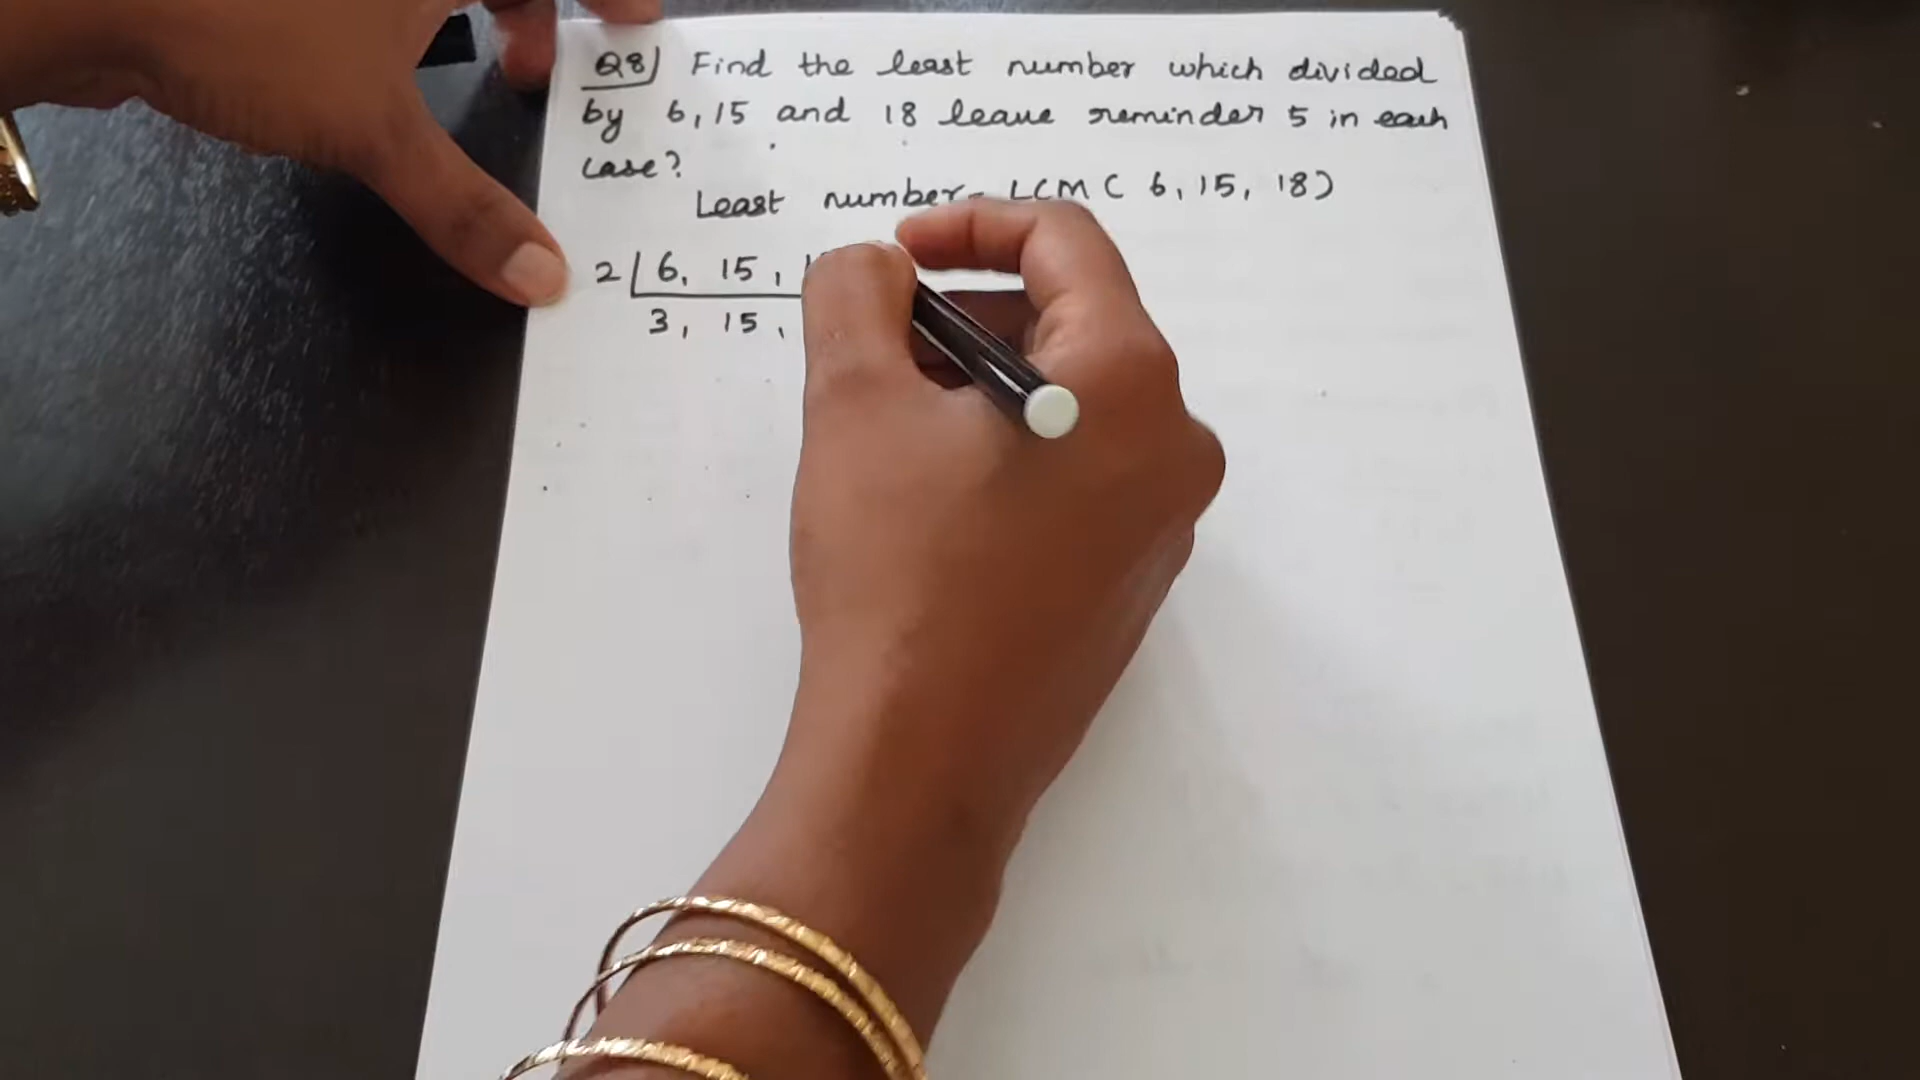 Q8) Find the least number which divided
by 6, 15 and 18 leave reminder 5 in each
case?
Least number = LCM ( 6, 15, 18)
2 | 6, 15,
3, 15,